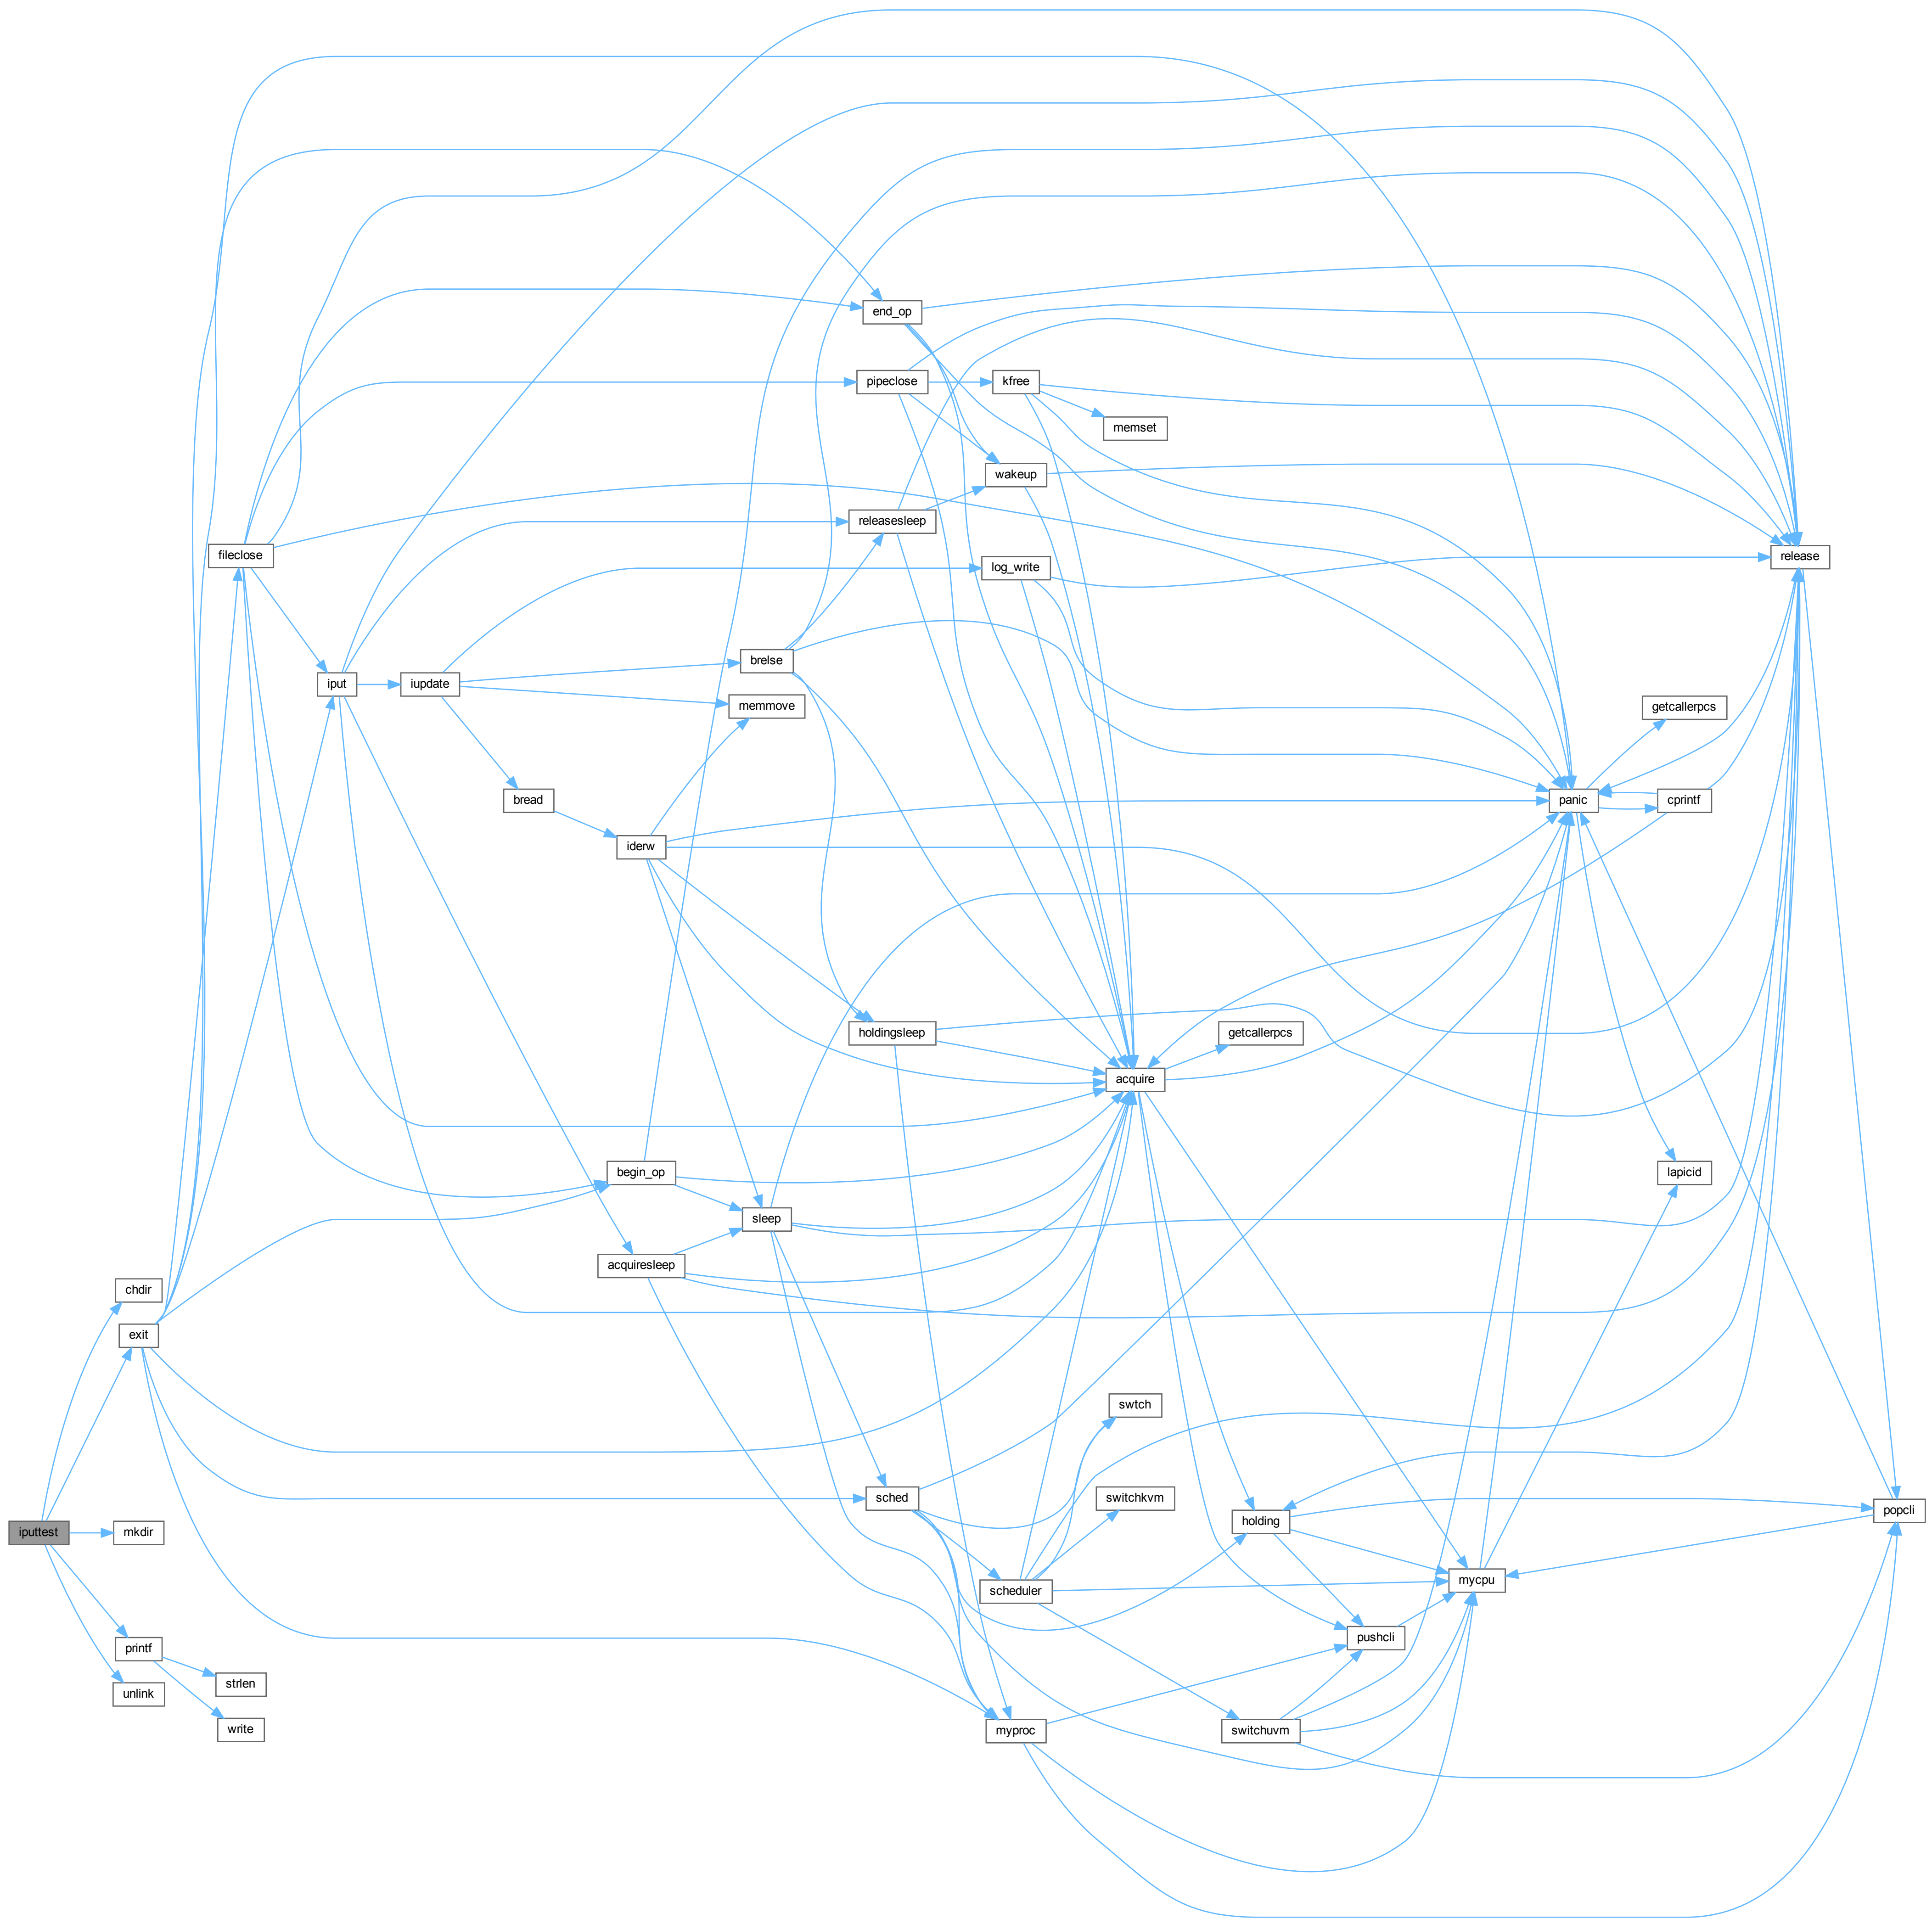 end_op
pipeclose
kfree
memset
wakeup
releasesleep
fileclose
log_write
release
brelse
iput
iupdate
memmove
getcallerpcs
bread
panic
cprintf
iderw
holdingsleep
getcallerpcs
acquire
begin_op
lapicid
sleep
acquiresleep
chdir
exit
swtch
sched
switchkvm
popcli
holding
iputtest
mkdir
mycpu
scheduler
pushcli
printf
strlen
unlink
write
myproc
switchuvm